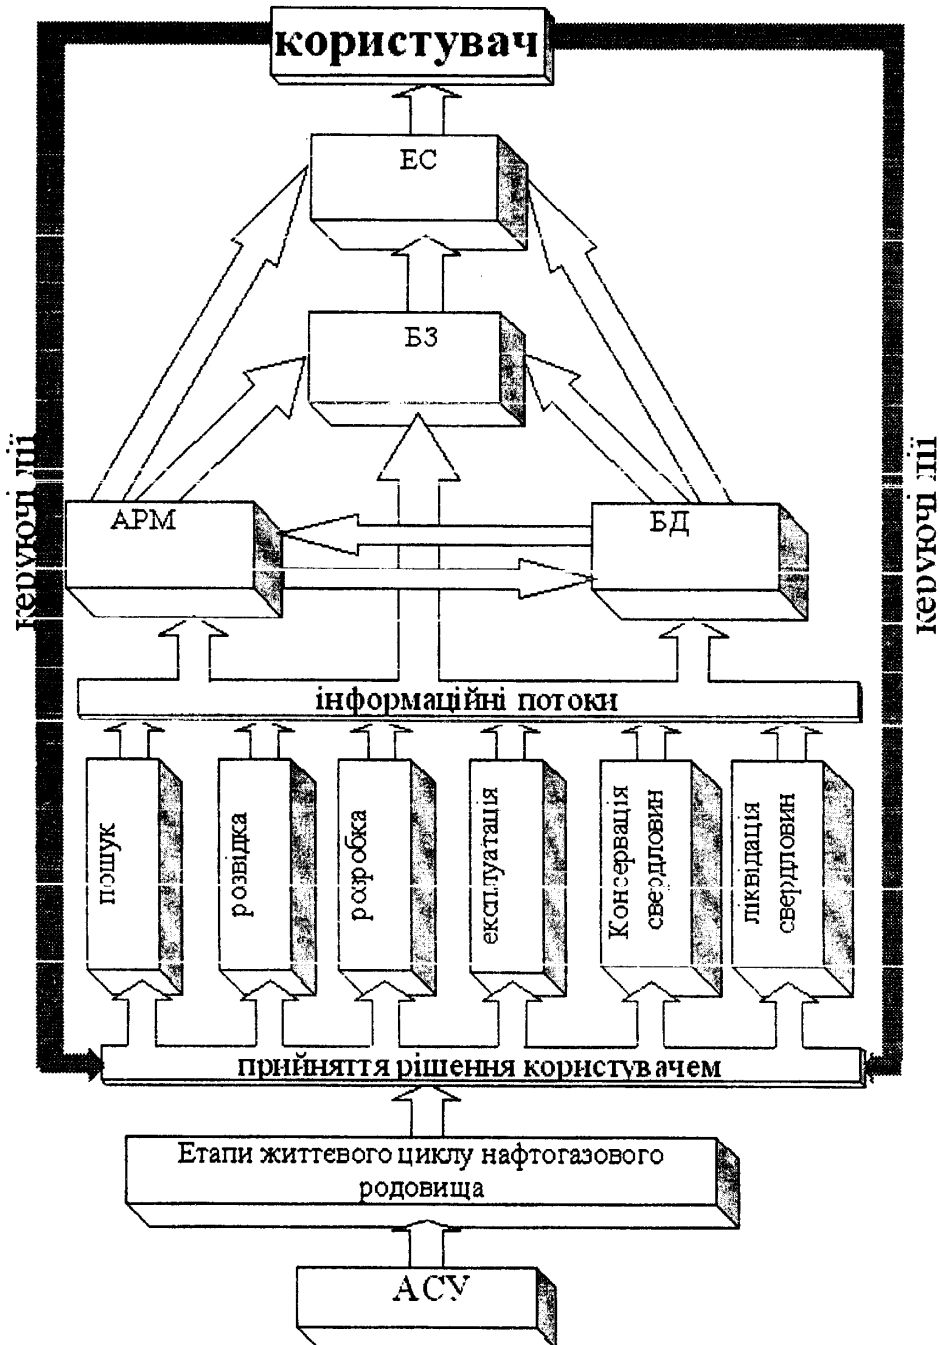 користувач
ЕС
БЗ
керуючі дії
керуючі дії
АРМ
БД
інформаційні потоки
пошук
розвідка
розробка
експлуатація
Консервація
свердловин
ліквідація
свердловин
прийняття рішення користувачем
Етапи життєвого циклу нафтогазового
родовища
АСУ